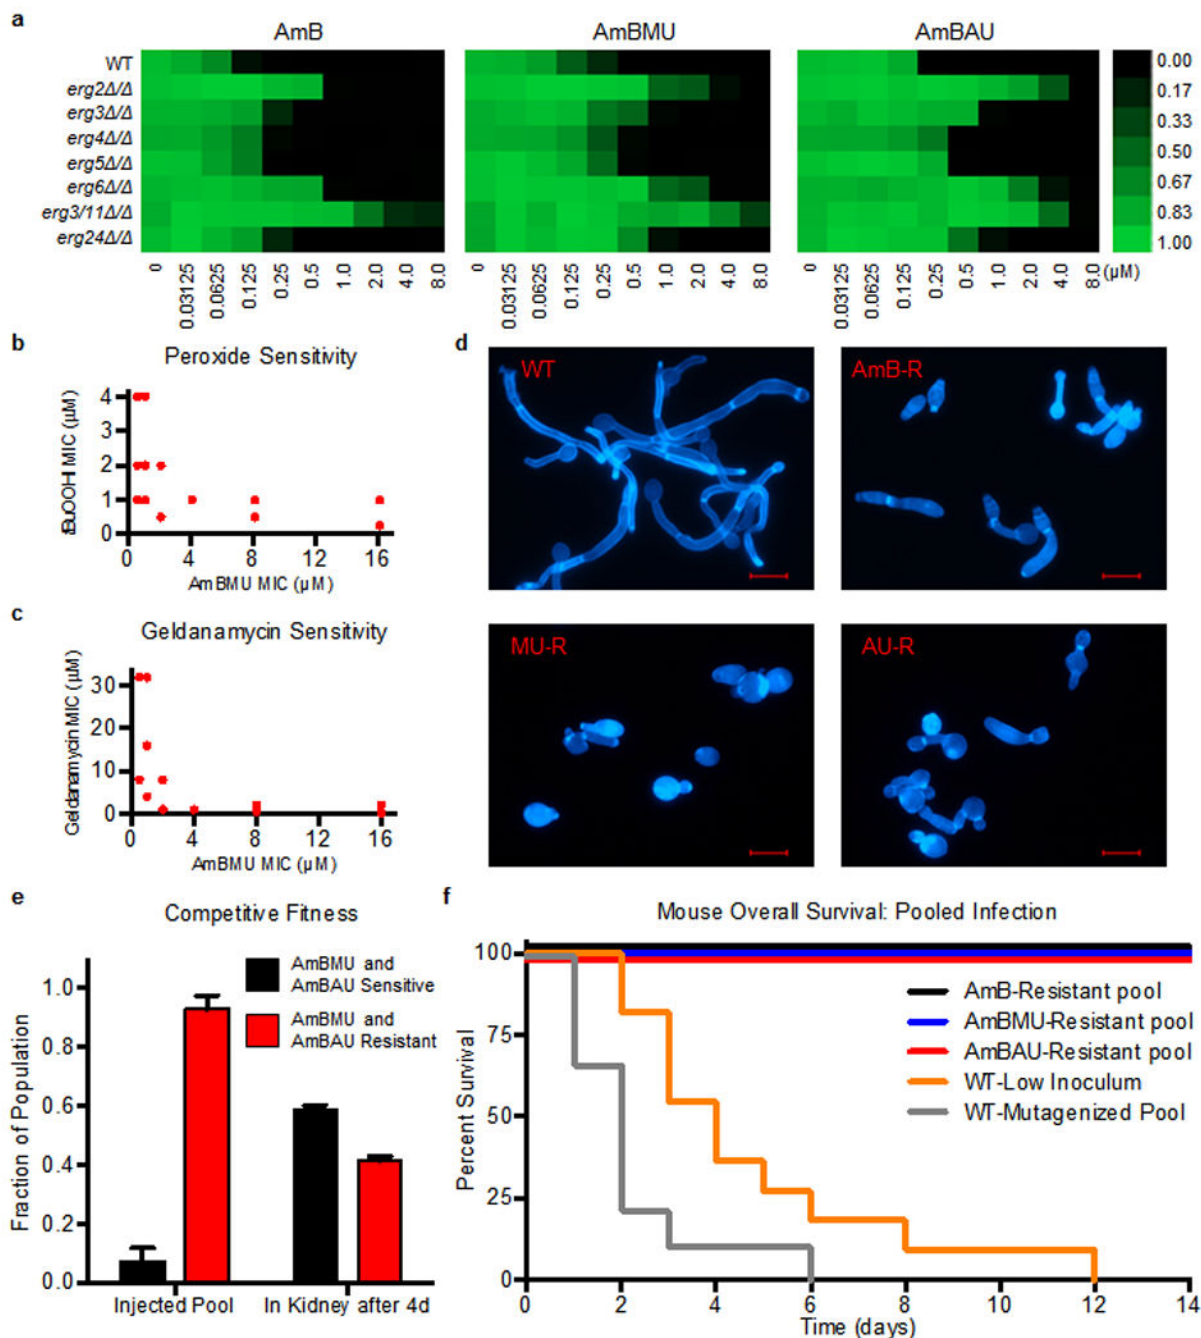 a
AmB
AmBMU
AmBAU
WT
erg2Δ/Δ
erg3Δ/Δ
erg4Δ/Δ
erg5Δ/Δ
erg6Δ/Δ
erg3/11Δ/Δ
erg24Δ/Δ
0.00
0.17
0.33
0.50
0.67
0.83
1.00
0 0.03125 0.0625 0.125 0.25 0.5 1.0 2.0 4.0 8.0
0 0.03125 0.0625 0.125 0.25 0.5 1.0 2.0 4.0 8.0
0 0.03125 0.0625 0.125 0.25 0.5 1.0 2.0 4.0 8.0
(µM)
b
Peroxide Sensitivity
MIC (µM)
4
3
2
1
0
0 4 8 12 16
AmBMU MIC (µM)
c
Geldanamycin Sensitivity
Geldanamycin MIC (µM)
30
20
10
0
0 4 8 12 16
AmBMU MIC (µM)
d
WT
AmB-R
MU-R
AU-R
e
Competitive Fitness
Fraction of Population
1.0
0.8
0.6
0.4
0.2
0.0
AmBMU and
AmBAU Sensitive
AmBMU and
AmBAU Resistant
Injected Pool
In Kidney after 4d
f
Mouse Overall Survival: Pooled Infection
Percent Survival
100
75
50
25
0
AmB-Resistant pool
AmBMU-Resistant pool
AmBAU-Resistant pool
WT-Low Inoculum
WT-Mutagenized Pool
0 2 4 6 8 10 12 14
Time (days)